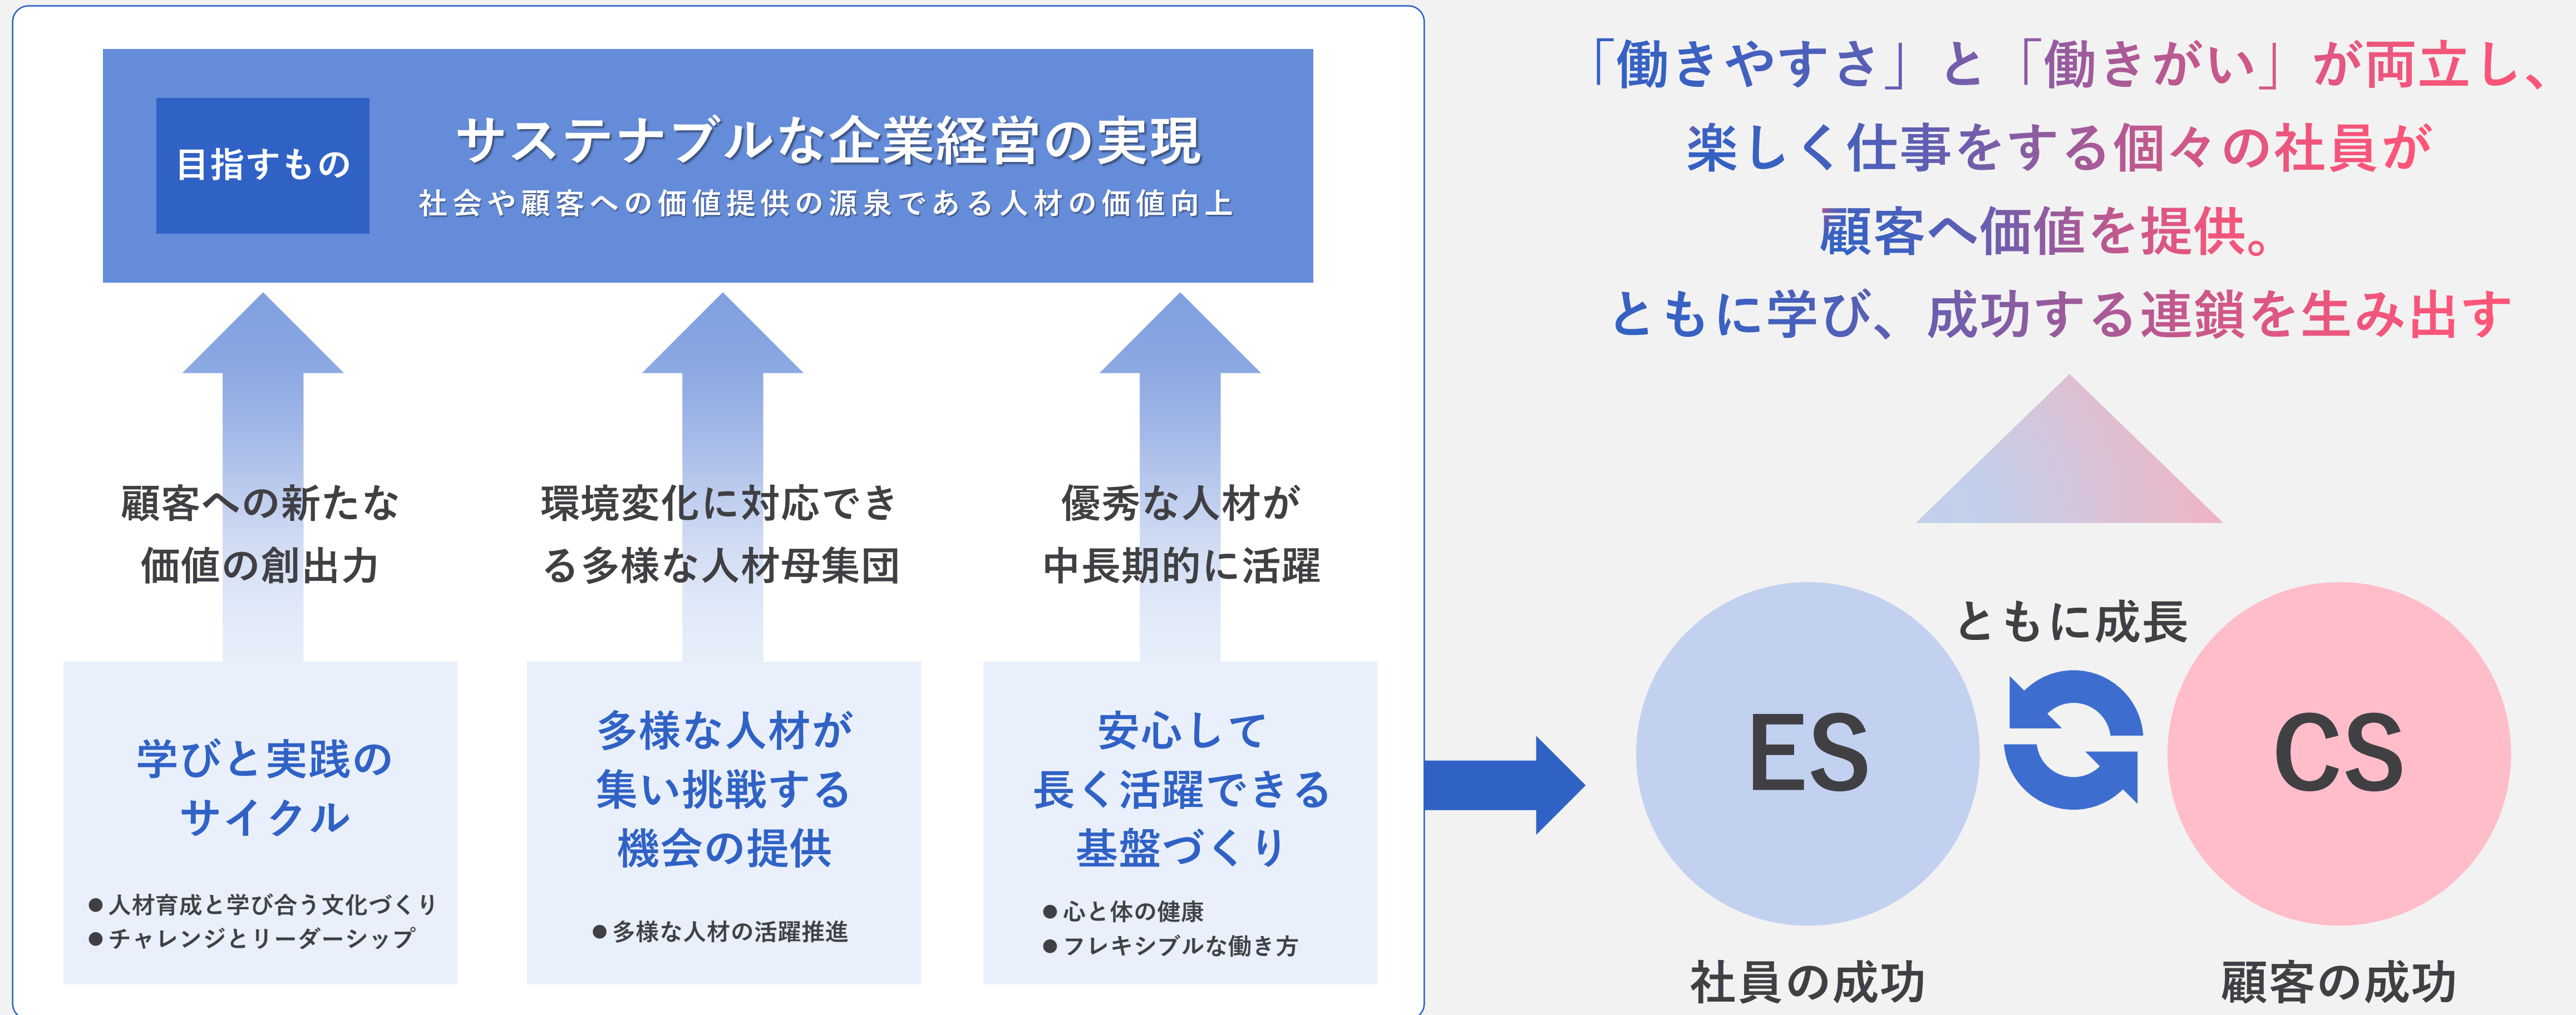 目指すもの
サステナブルな企業経営の実現
社会や顧客への価値提供の源泉である人材の価値向上
顧客への新たな
価値の創出力
環境変化に対応でき
る多様な人材母集団
優秀な人材が
中長期的に活躍
学びと実践の
サイクル
●人材育成と学び合う文化づくり
●チャレンジとリーダーシップ
多様な人材が
集い挑戦する
機会の提供
●多様な人材の活躍推進
安心して
長く活躍できる
基盤づくり
●心と体の健康
●フレキシブルな働き方
「働きやすさ」と「働きがい」が両立し、
楽しく仕事をする個々の社員が
顧客へ価値を提供。
ともに学び、成功する連鎖を生み出す
ともに成長
ES
CS
社員の成功
顧客の成功